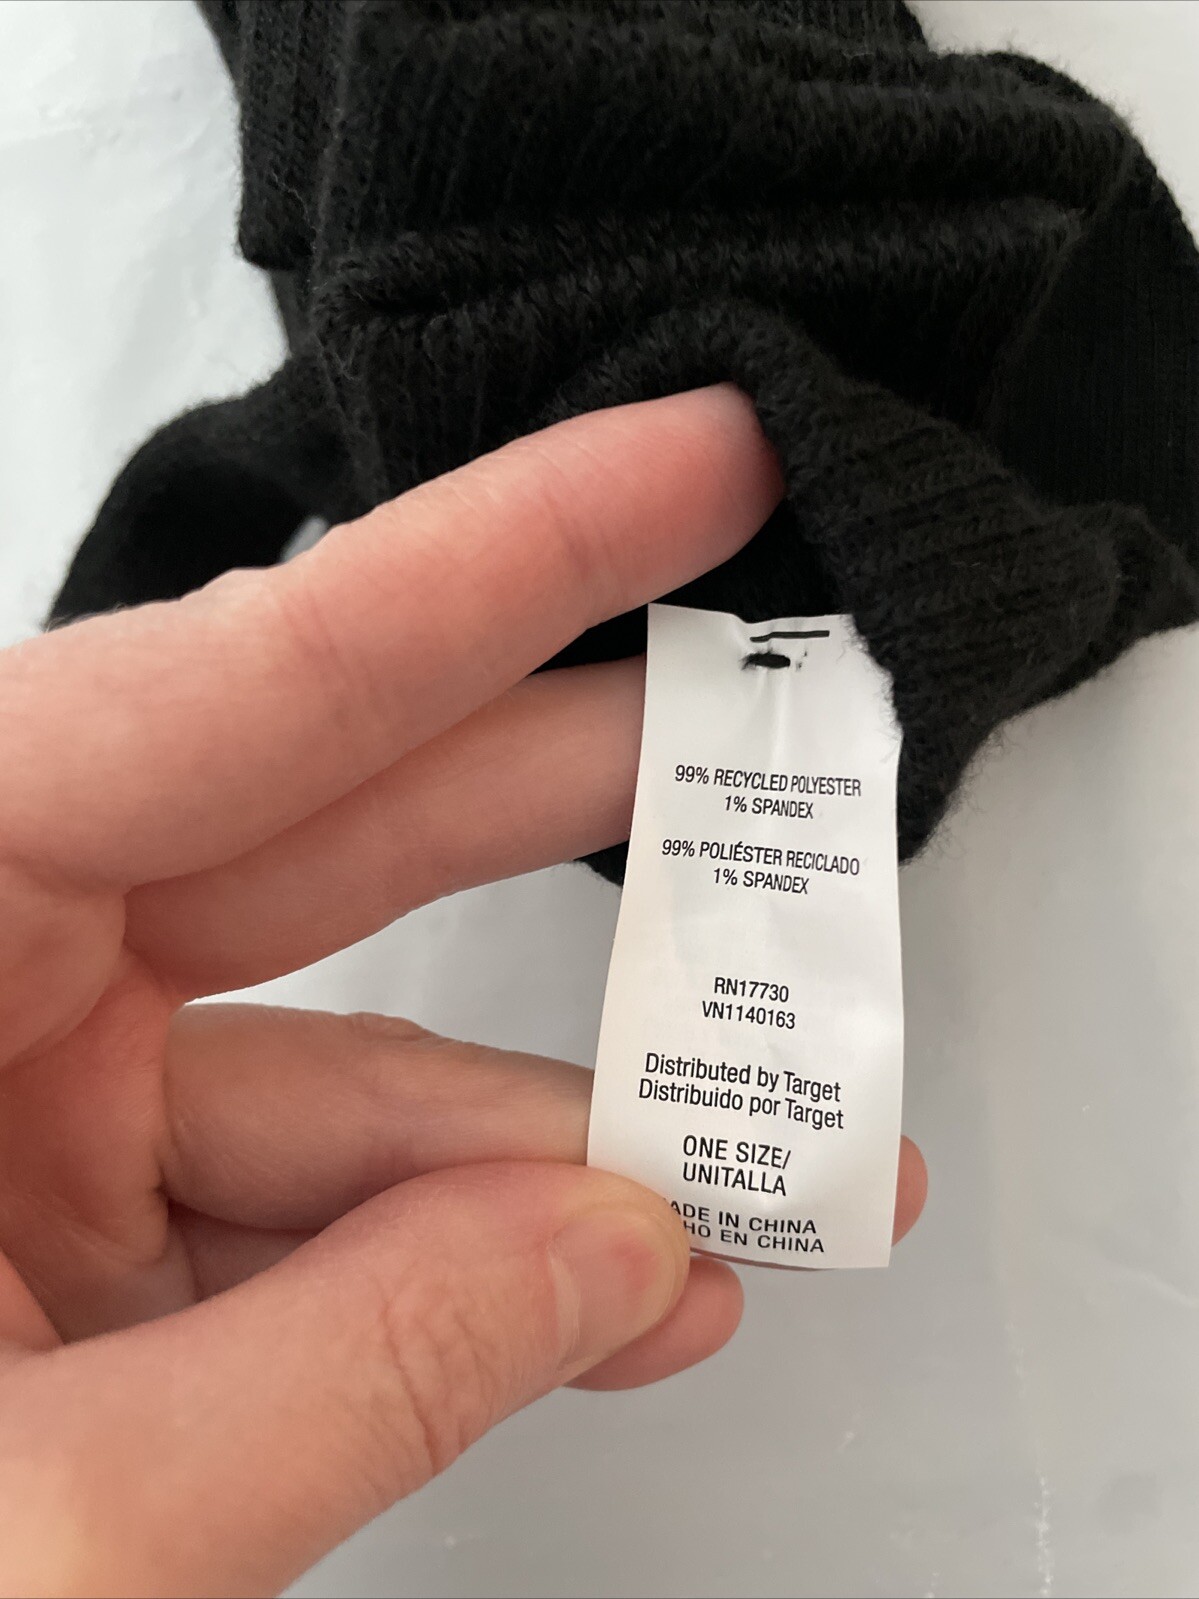 99% RECYCLED POLYESTER
1% SPANDEX
99% POLIÉSTER RECICLADO
1% SPANDEX
RN17730
VN1140163
Distributed by Target
Distribuido por Target
ONE SIZE/
UNITALLA
IN CHINA
EN CHINA